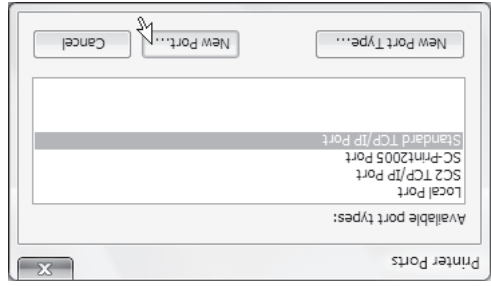 Printer Ports
Available port types:
Local Port
SC2 TCP/IP Port
SC-Print2005 Port
Standard TCP/IP Port
New Port Type... New Port... Cancel